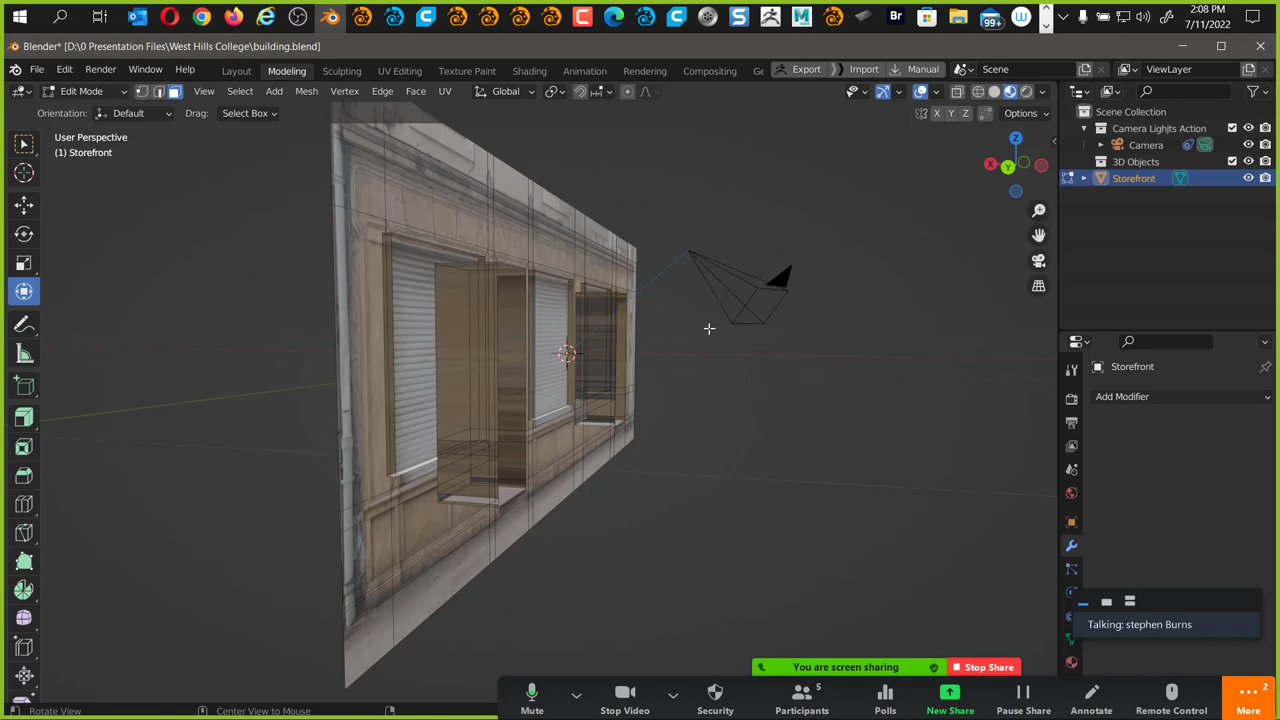 2:08 PM
7/11/2022
99+
Br
Blender* [D:\0 Presentation Files\West Hills College\building.blend]
File Edit Render Window Help
Layout Modeling Sculpting UV Editing Texture Paint Shading Animation Rendering Compositing Ge
Export Import Manual
Scene ViewLayer
Edit Mode View Select Add Mesh Vertex Edge Face UV
Global
X Y Z Options
Orientation: Default Drag: Select Box
User Perspective
(1) Storefront
Z
X
Y
Scene Collection
Camera Lights Action
Camera
3D Objects
Storefront
Storefront
Add Modifier
Talking: stephen Burns
You are screen sharing Stop Share
Mute Stop Video Security Participants 5 Polls New Share Pause Share Annotate Remote Control More 2
Rotate View Center View to Mouse